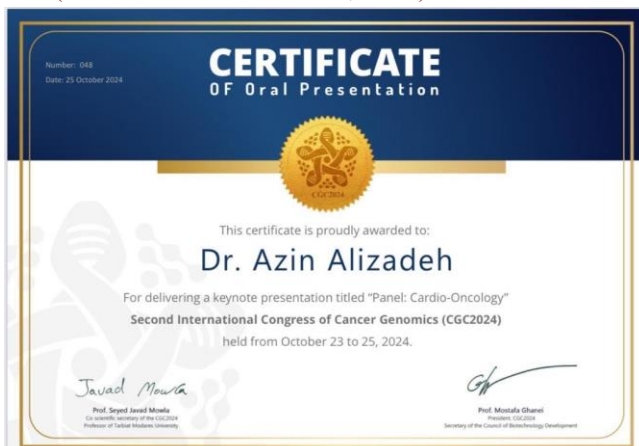 Number: 048
Date: 25 October 2024
CERTIFICATE
OF Oral Presentation
CGC2024
This certificate is proudly awarded to:
Dr. Azin Alizadeh
For delivering a keynote presentation titled "Panel: Cardio-Oncology"
Second International Congress of Cancer Genomics (CGC2024)
held from October 23 to 25, 2024.
Javad Mowla
Prof. Seyed Javad Mowla
Co-scientific secretary of the CGC2024
Professor of Tarbiat Modares University
Prof. Mostafa Ghanei
President, CGC2024
Secretary of the Council of Biotechnology Development